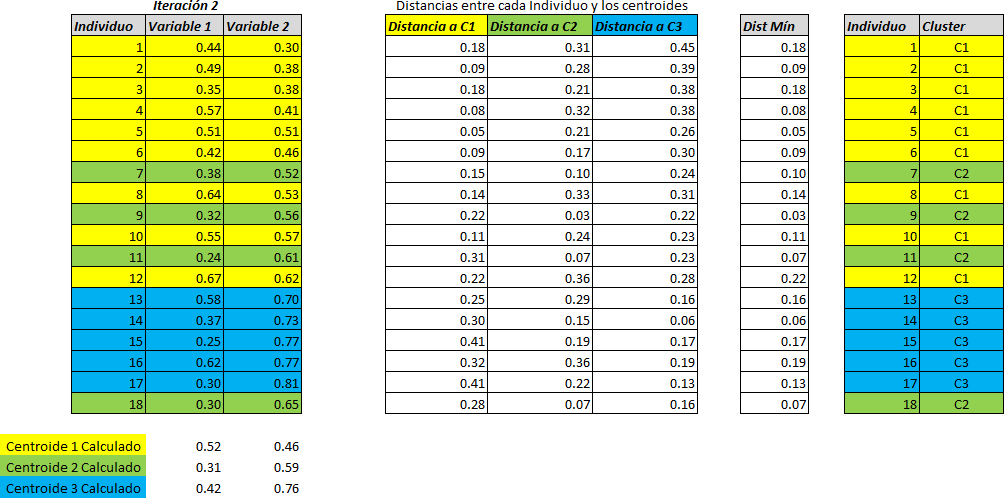 Iteración 2 Distancias entre cada Individuo y los centroides
Individuo Variable 1 Variable 2 Distancia a C1 Distancia a C2 Distancia a C3 Dist Mín Individuo Cluster
1 0.44 0.30 0.18 0.31 0.45 0.18 1 C1
2 0.49 0.38 0.09 0.28 0.39 0.09 2 C1
3 0.35 0.38 0.18 0.21 0.38 0.18 3 C1
4 0.57 0.41 0.08 0.32 0.38 0.08 4 C1
5 0.51 0.51 0.05 0.21 0.26 0.05 5 C1
6 0.42 0.46 0.09 0.17 0.30 0.09 6 C1
7 0.38 0.52 0.15 0.10 0.24 0.10 7 C2
8 0.64 0.53 0.14 0.33 0.31 0.14 8 C1
9 0.32 0.56 0.22 0.03 0.22 0.03 9 C2
10 0.55 0.57 0.11 0.24 0.23 0.11 10 C1
11 0.24 0.61 0.31 0.07 0.23 0.07 11 C2
12 0.67 0.62 0.22 0.36 0.28 0.22 12 C1
13 0.58 0.70 0.25 0.29 0.16 0.16 13 C3
14 0.37 0.73 0.30 0.15 0.06 0.06 14 C3
15 0.25 0.77 0.41 0.19 0.17 0.17 15 C3
16 0.62 0.77 0.32 0.36 0.19 0.19 16 C3
17 0.30 0.81 0.41 0.22 0.13 0.13 17 C3
18 0.30 0.65 0.28 0.07 0.16 0.07 18 C2
Centroide 1 Calculado 0.52 0.46
Centroide 2 Calculado 0.31 0.59
Centroide 3 Calculado 0.42 0.76